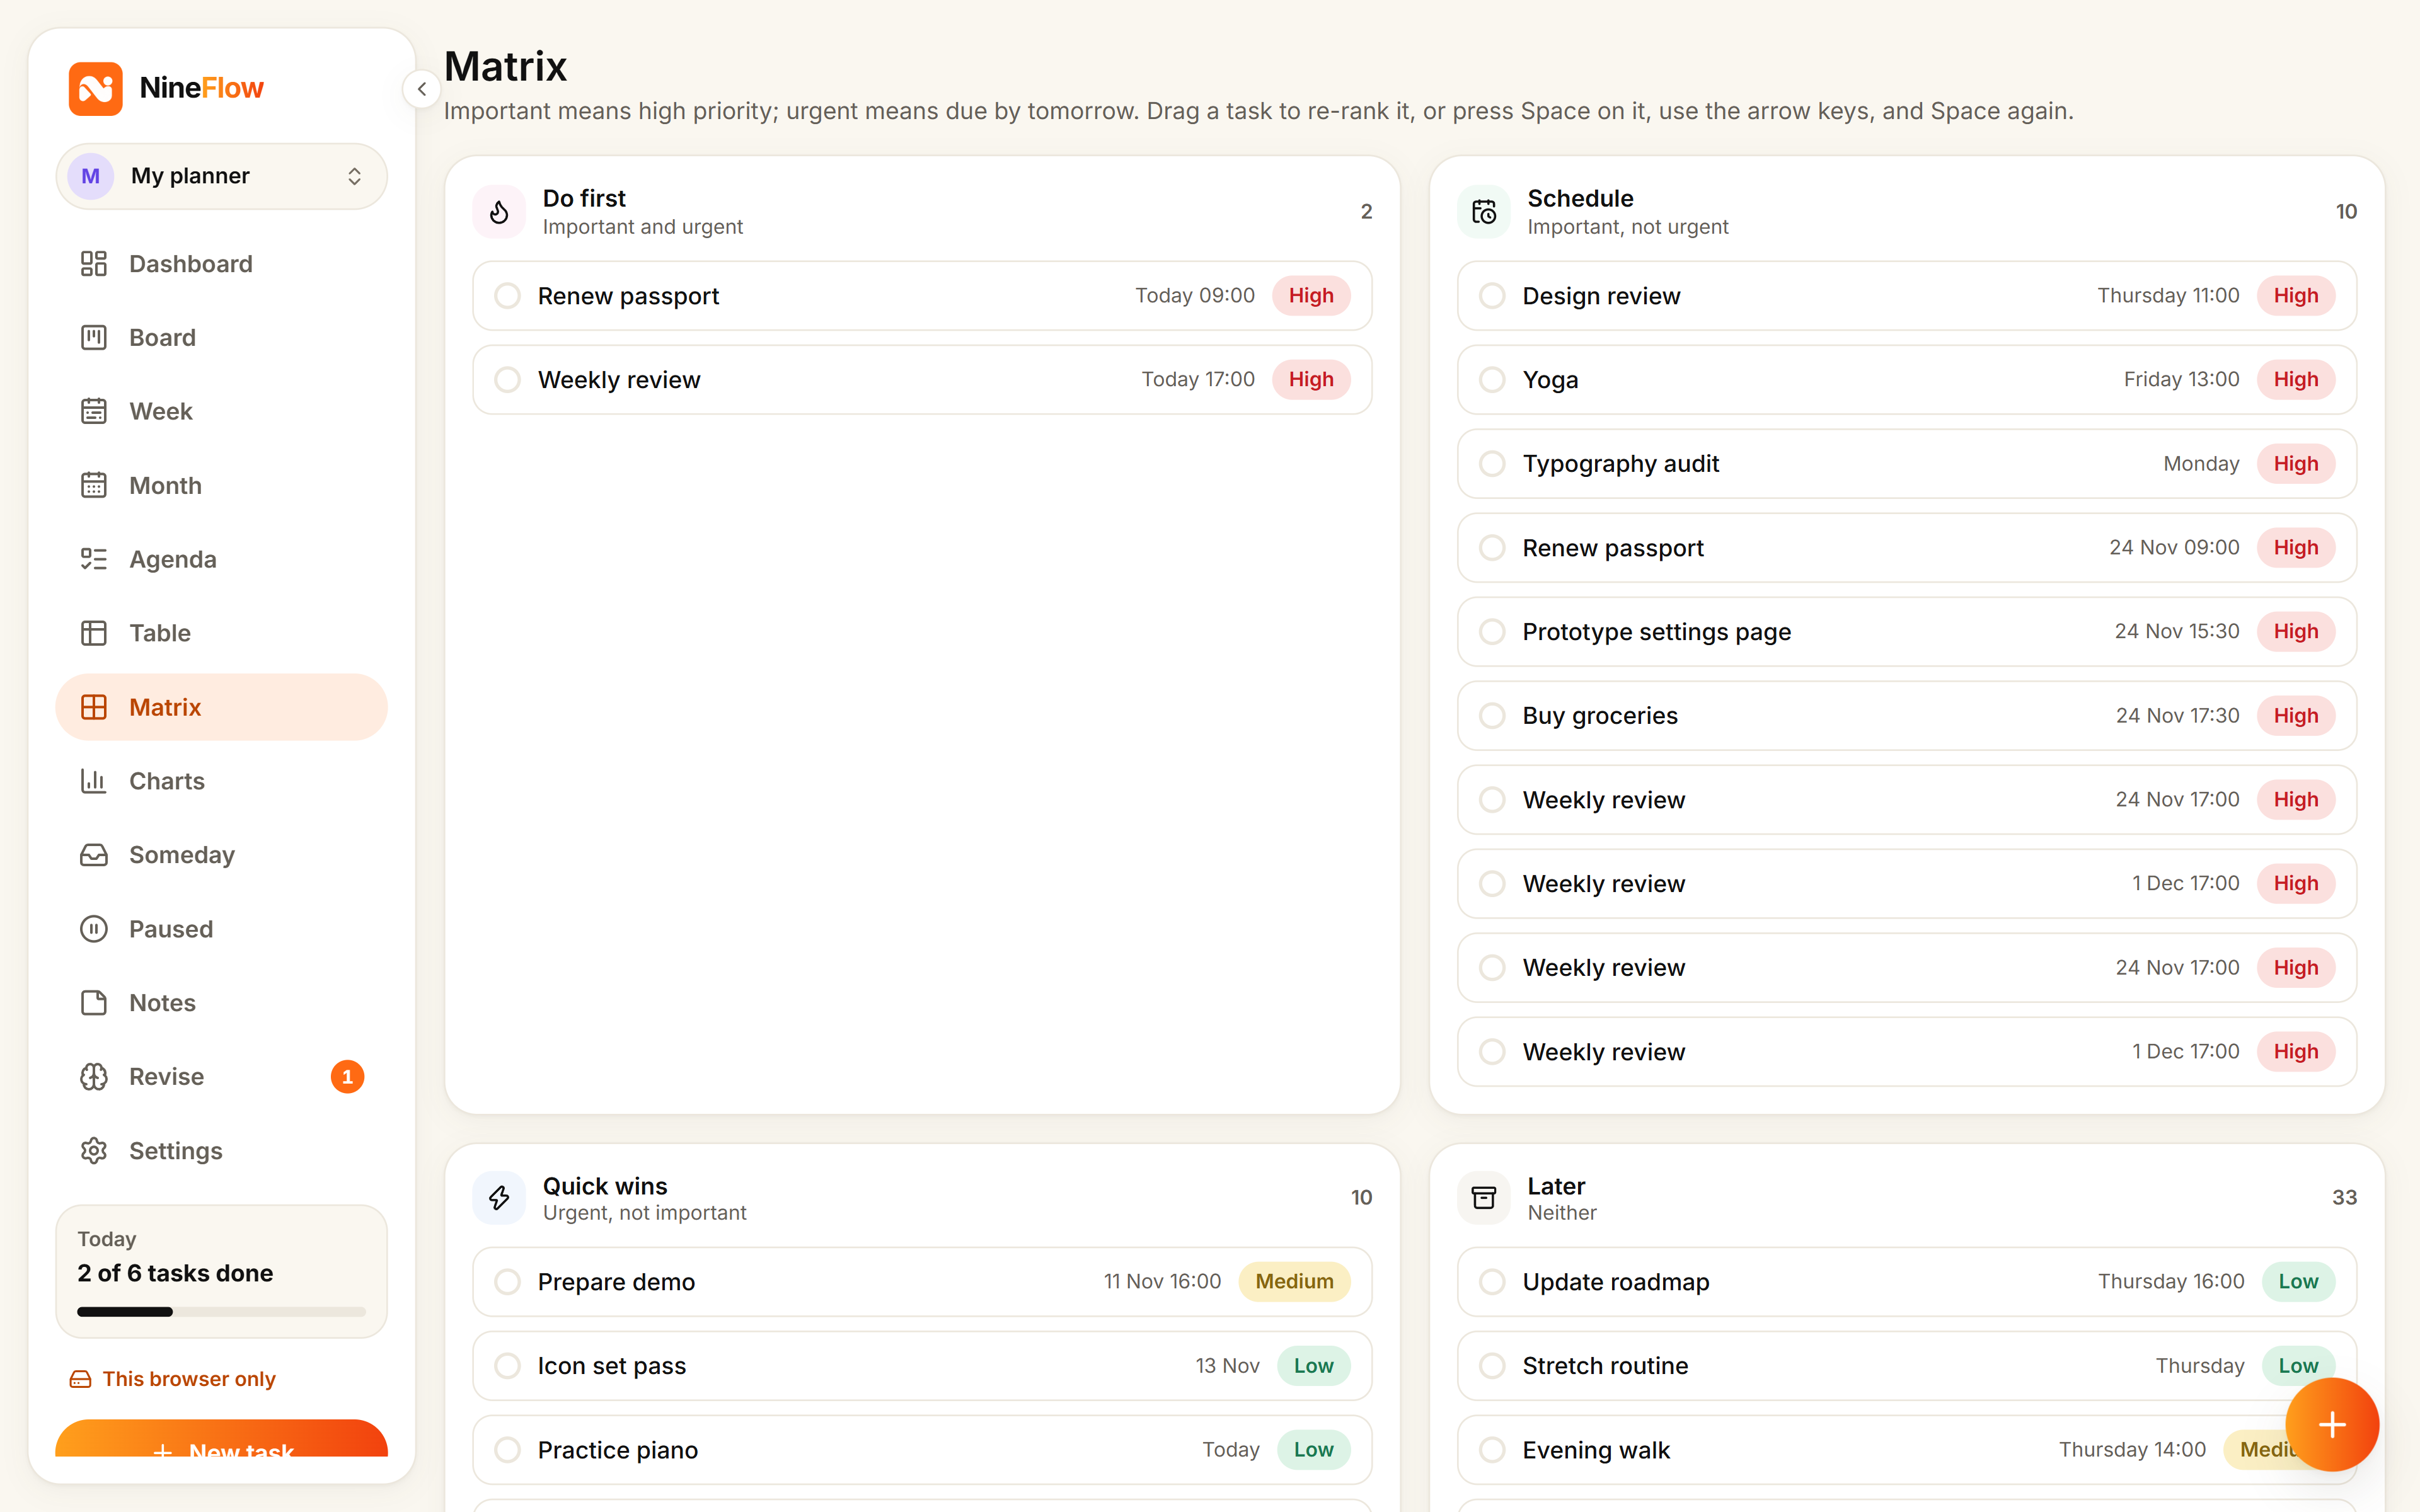 NineFlow
M My planner
Dashboard
Board
Week
Month
Agenda
Table
Matrix
Charts
Someday
Paused
Notes
Revise 1
Settings
Today
2 of 6 tasks done
This browser only
New task
Matrix
Important means high priority; urgent means due by tomorrow. Drag a task to re-rank it, or press Space on it, use the arrow keys, and Space again.
Do first 2
Important and urgent
Renew passport Today 09:00 High
Weekly review Today 17:00 High
Schedule 10
Important, not urgent
Design review Thursday 11:00 High
Yoga Friday 13:00 High
Typography audit Monday High
Renew passport 24 Nov 09:00 High
Prototype settings page 24 Nov 15:30 High
Buy groceries 24 Nov 17:30 High
Weekly review 24 Nov 17:00 High
Weekly review 1 Dec 17:00 High
Weekly review 24 Nov 17:00 High
Weekly review 1 Dec 17:00 High
Quick wins 10
Urgent, not important
Prepare demo 11 Nov 16:00 Medium
Icon set pass 13 Nov Low
Practice piano Today Low
Later 33
Neither
Update roadmap Thursday 16:00 Low
Stretch routine Thursday Low
Evening walk Thursday 14:00